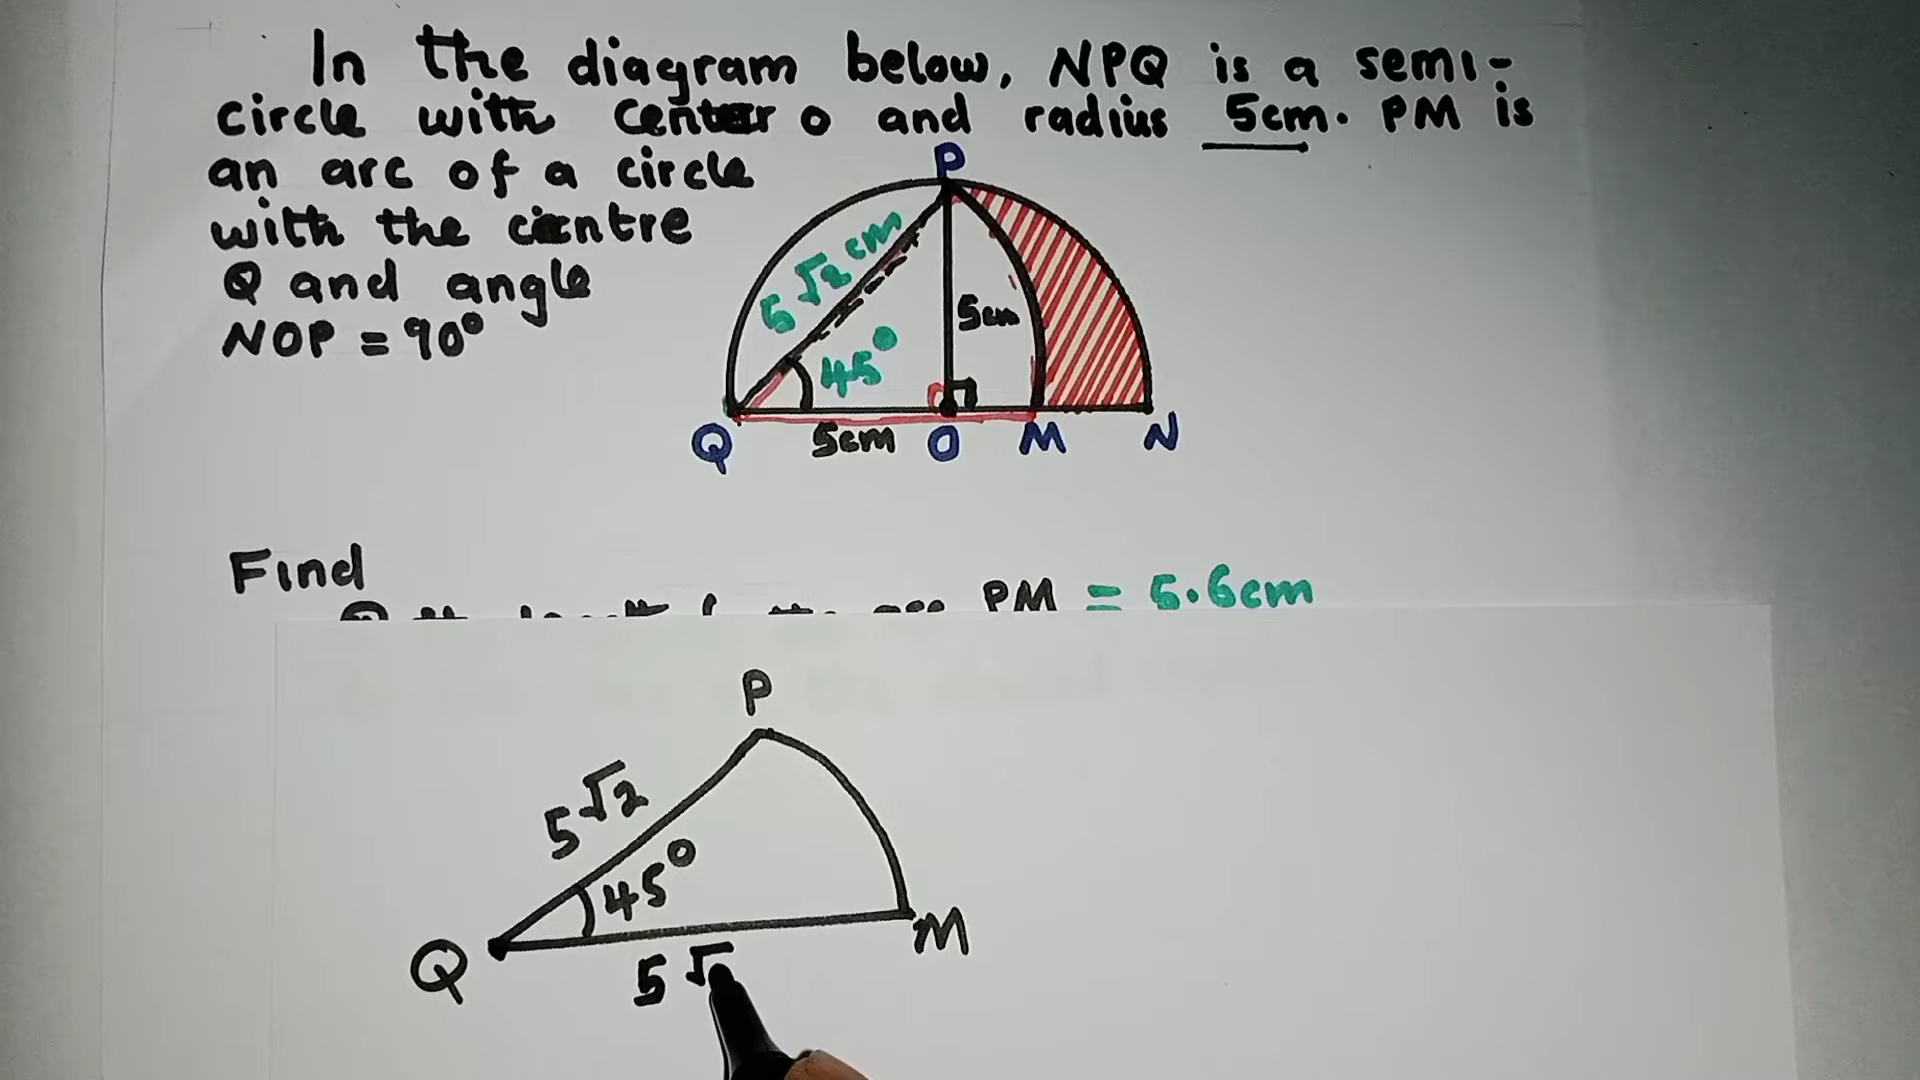 In the diagram below, NPQ is a semi-
circle with center O and radius 5cm. PM is
an arc of a circle
with the centre
Q and angle
NOP = 90°
P
5√2 cm
45°
5cm
Q 5cm O M N
Find
PM = 5.6cm
P
5√2
45°
Q M
5√